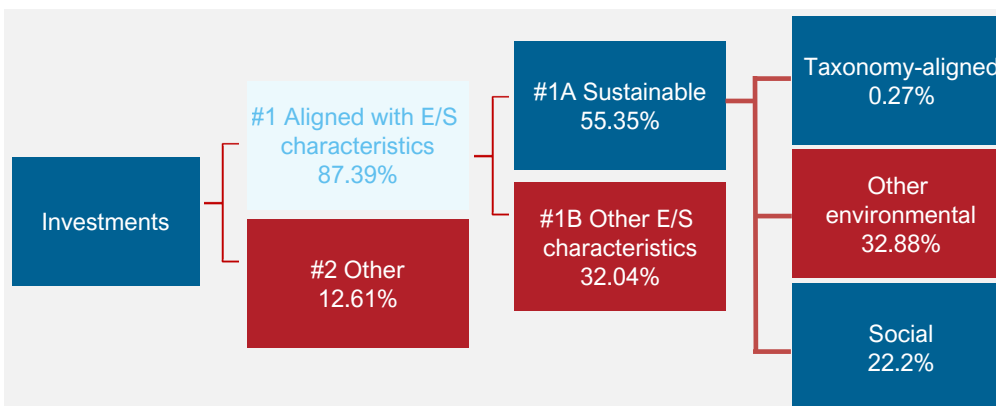 Investments
#1 Aligned with E/S
characteristics
87.39%
#2 Other
12.61%
#1A Sustainable
55.35%
#1B Other E/S
characteristics
32.04%
Taxonomy-aligned
0.27%
Other
environmental
32.88%
Social
22.2%